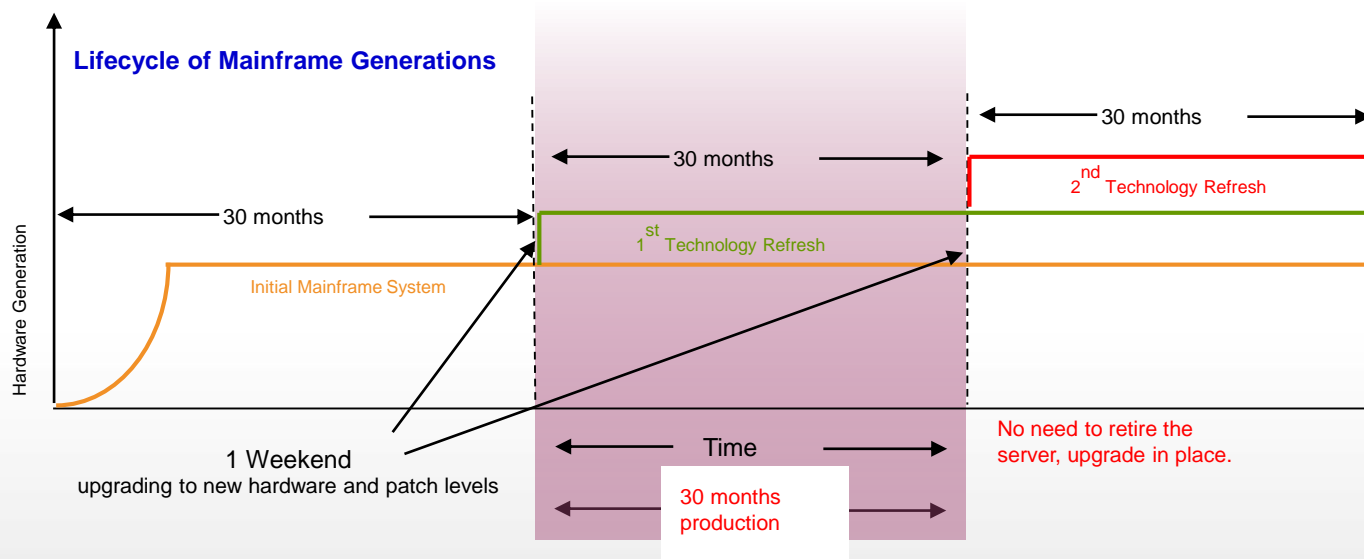 Lifecycle of Mainframe Generations
30 months
30 months
30 months
2nd Technology Refresh
1st Technology Refresh
Initial Mainframe System
Hardware Generation
1 Weekend
upgrading to new hardware and patch levels
Time
30 months
production
No need to retire the
server, upgrade in place.